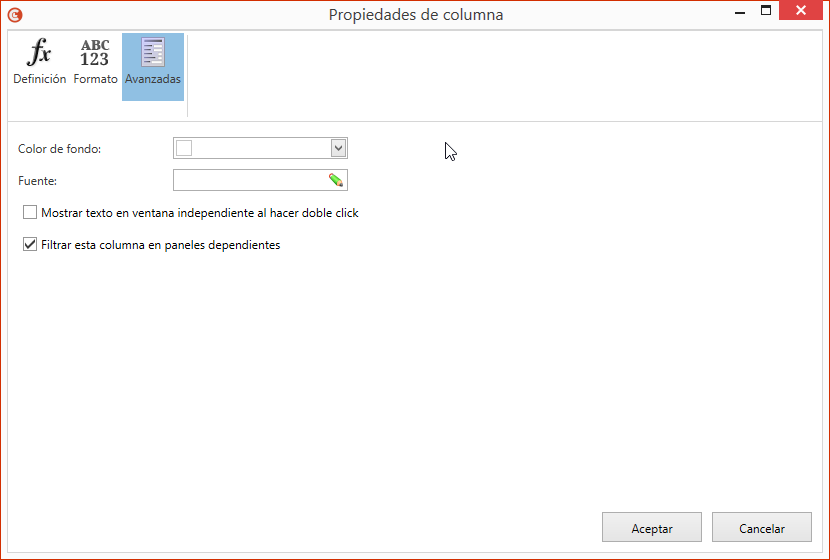 Propiedades de columna
fx
ABC
123
Definición Formato Avanzadas
Color de fondo:
Fuente:
Mostrar texto en ventana independiente al hacer doble click
Filtrar esta columna en paneles dependientes
Aceptar Cancelar